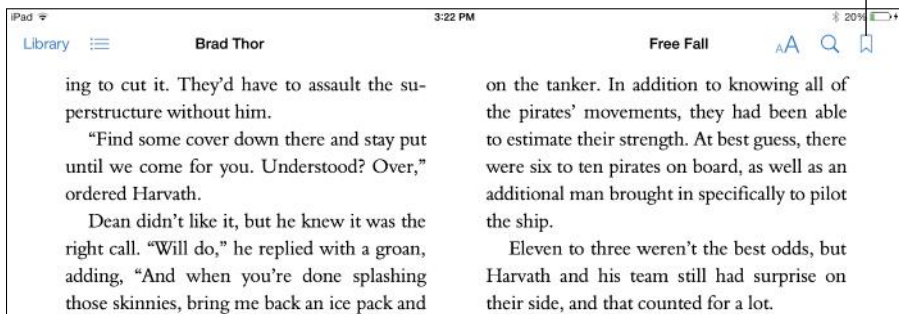 iPad 3:22 PM 20%
Library Brad Thor Free Fall AA
ing to cut it. They’d have to assault the su-
perstructure without him.
“Find some cover down there and stay put
until we come for you. Understood? Over,”
ordered Harvath.
Dean didn’t like it, but he knew it was the
right call. “Will do,” he replied with a groan,
adding, “And when you’re done splashing
those skinnies, bring me back an ice pack and
on the tanker. In addition to knowing all of
the pirates’ movements, they had been able
to estimate their strength. At best guess, there
were six to ten pirates on board, as well as an
additional man brought in specifically to pilot
the ship.
Eleven to three weren’t the best odds, but
Harvath and his team still had surprise on
their side, and that counted for a lot.